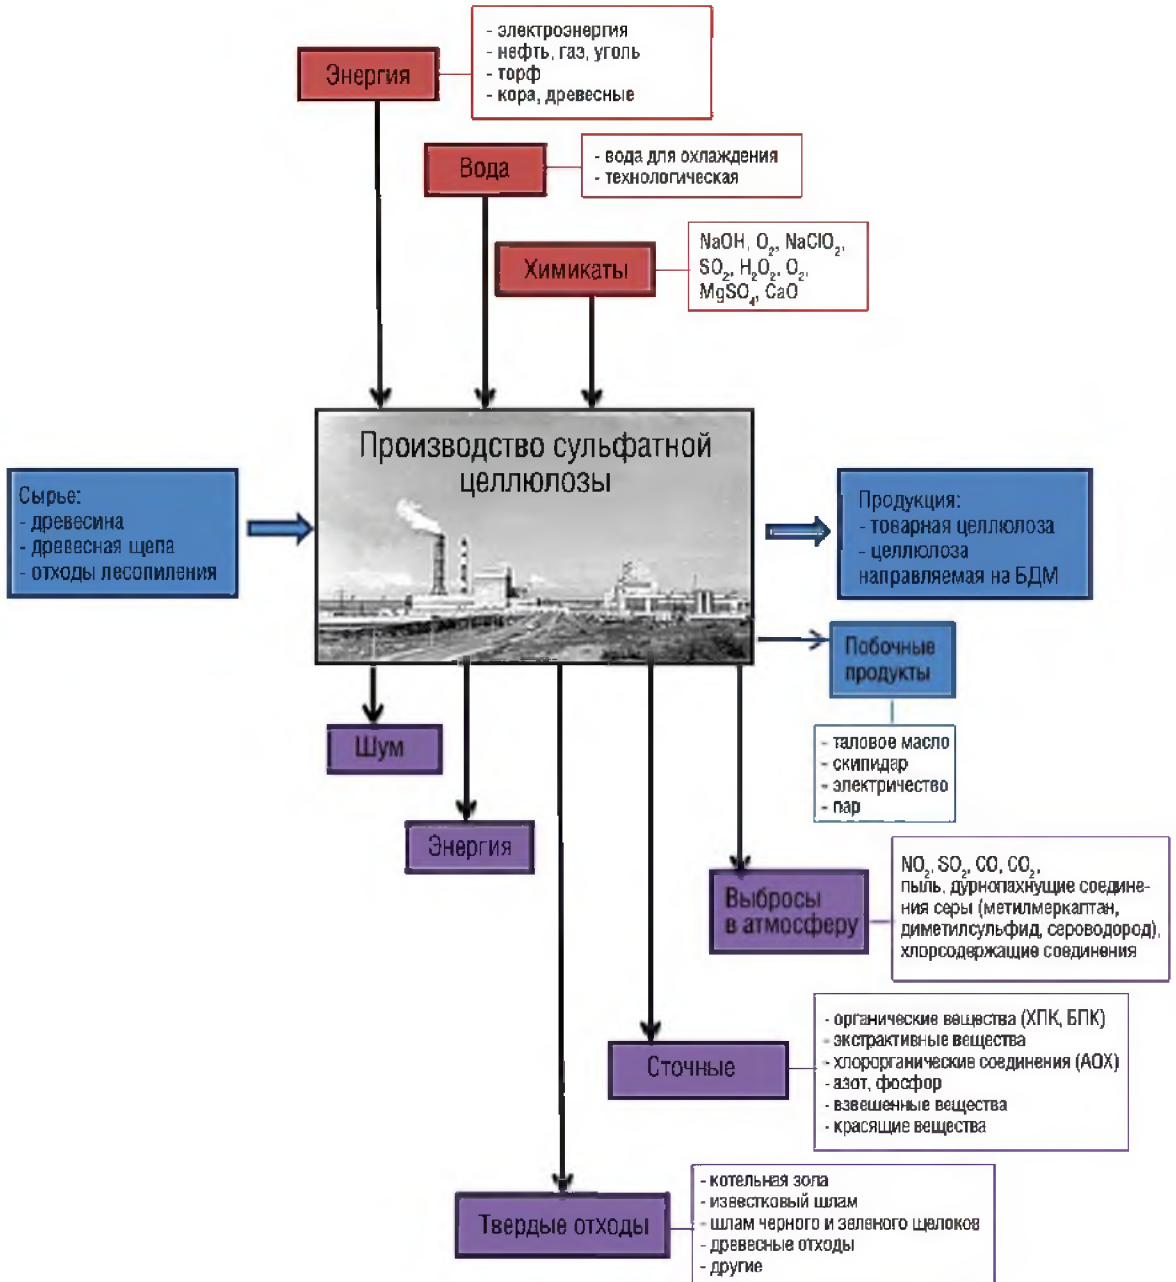 Энергия
- электроэнергия
- нефть, газ, уголь
- торф
- кора, древесные
Вода
- вода для охлаждения
- технологическая
Химикаты
NaOH, O₂, NaClO₂,
SO₂, H₂O₂, O₂,
MgSO₄, CaO
Производство сульфатной
целлюлозы
Сырье:
- древесина
- древесная щепа
- отходы лесопиления
Продукция:
- товарная целлюлоза
- целлюлоза
направляемая на БДМ
Побочные
продукты
- таловое масло
- скипидар
- электричество
- пар
Шум
Энергия
Выбросы
в атмосферу
NO₂, SO₂, CO, CO₂,
пыль, дурнопахнущие соедине-
ния серы (метилмеркаптан,
диметилсульфид, сероводород),
хлорсодержащие соединения
Сточные
- органические вещества (ХПК, БПК)
- экстрактивные вещества
- хлорорганические соединения (АОХ)
- азот, фосфор
- взвешенные вещества
- красящие вещества
Твердые отходы
- котельная зола
- известковый шлам
- шлам черного и зеленого щелоков
- древесные отходы
- другие